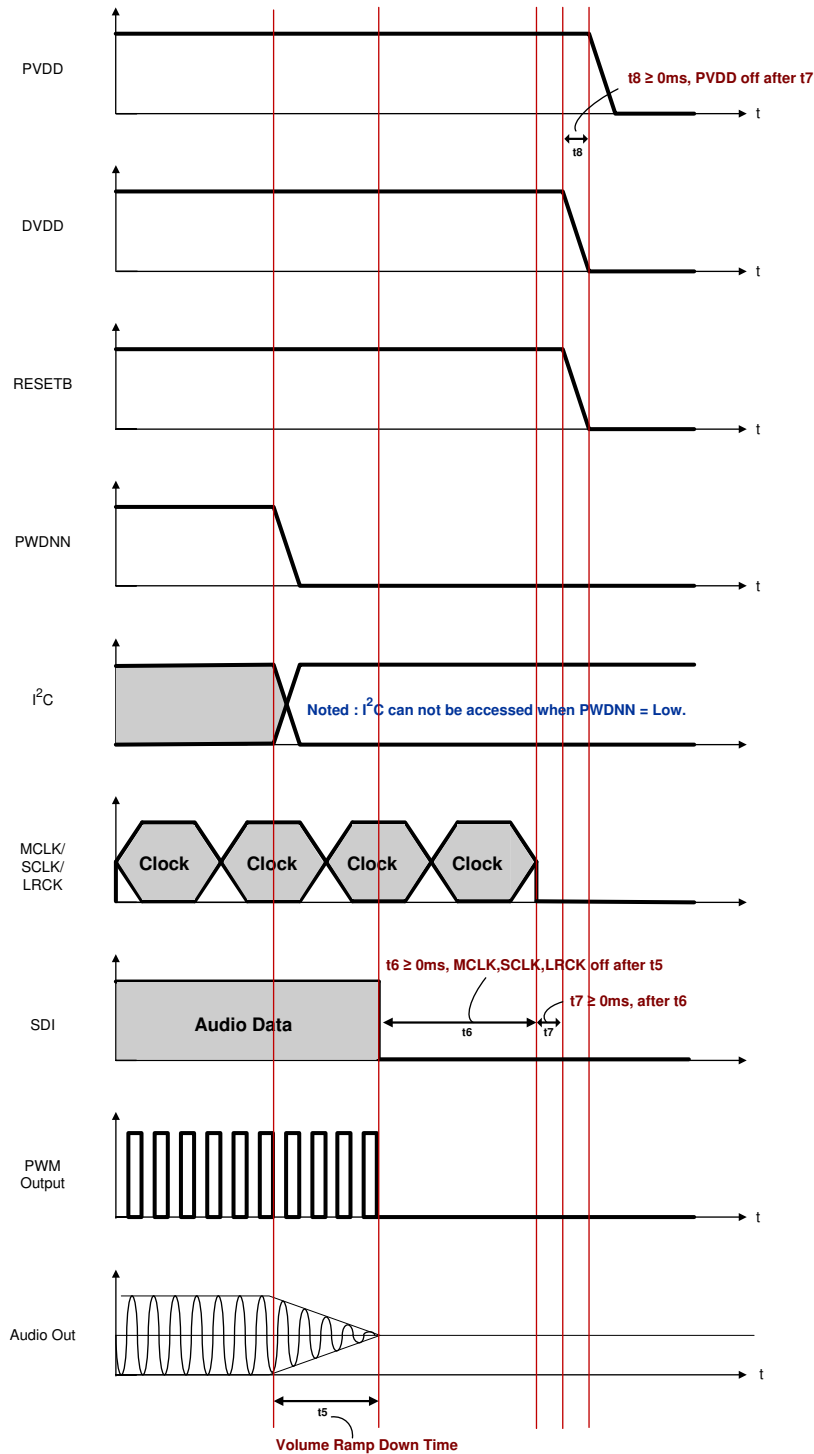 PVDD
t8 ≥ 0ms, PVDD off after t7
t
t8
DVDD
t
RESETB
t
PWDNN
t
I²C
Noted : I²C can not be accessed when PWDNN = Low.
MCLK/
SCLK/
LRCK
Clock Clock Clock Clock
t6 ≥ 0ms, MCLK,SCLK,LRCK off after t5
t7 ≥ 0ms, after t6
SDI
Audio Data
t6
t7
PWM
Output
t
Audio Out
t
t5
Volume Ramp Down Time